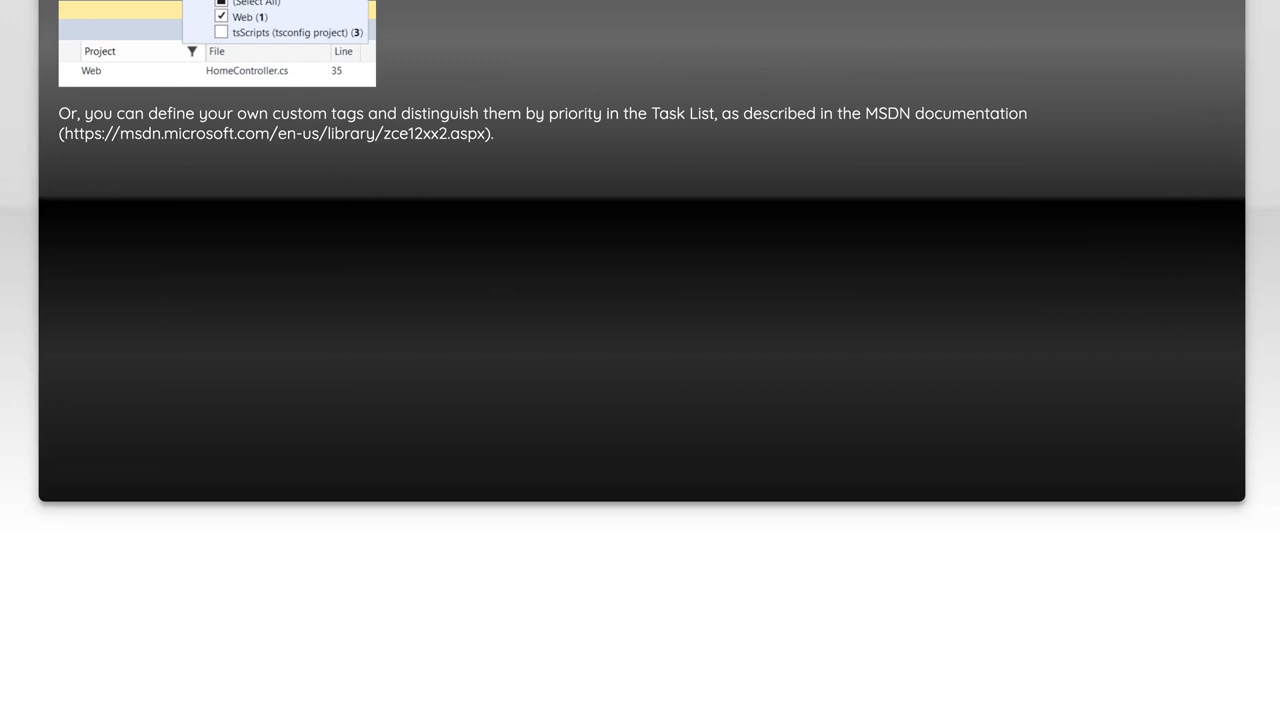 (Select All)
Web (1)
tsScripts (tsconfig project) (3)
Project File Line
Web HomeController.cs 35
Or, you can define your own custom tags and distinguish them by priority in the Task List, as described in the MSDN documentation
(https://msdn.microsoft.com/en-us/library/zce12xx2.aspx).